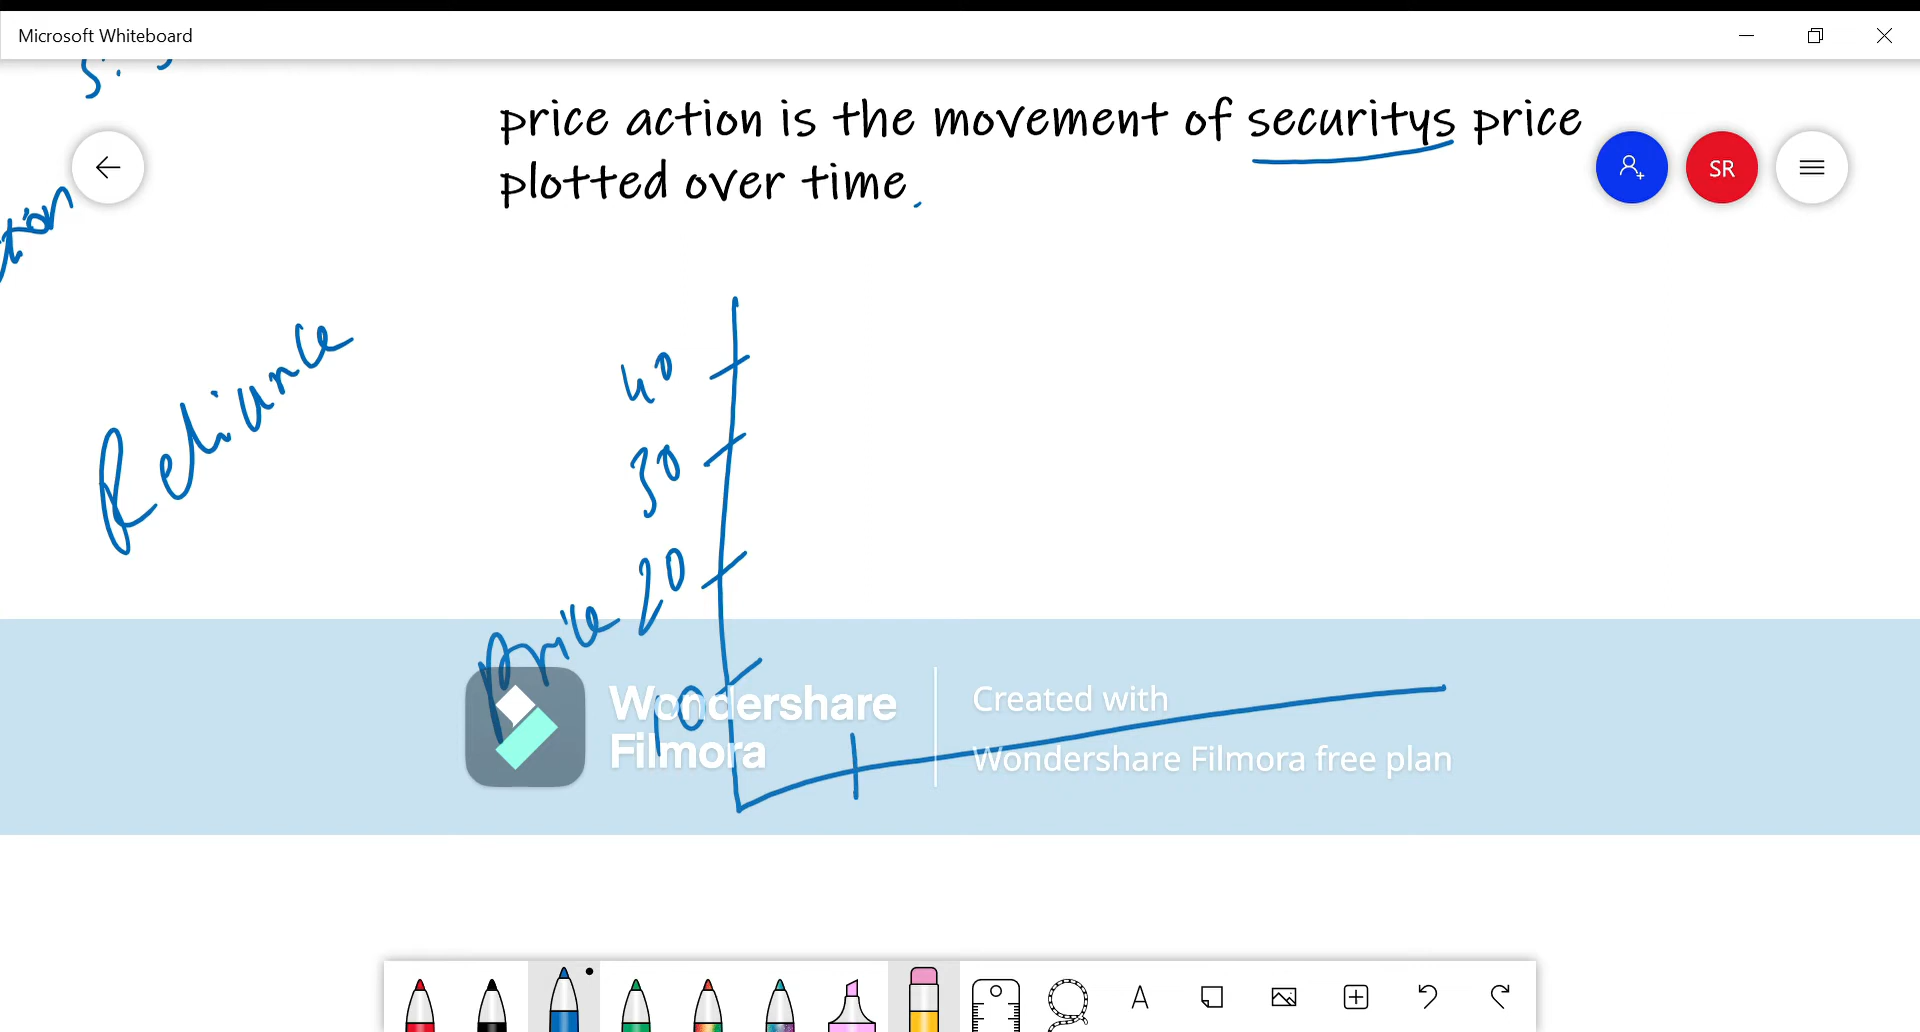 Microsoft Whiteboard
price action is the movement of securitys price
plotted over time.
SR
tion
Reliance
40
30
20
price
10
Wondershare
Filmora
Created with
Wondershare Filmora free plan
A